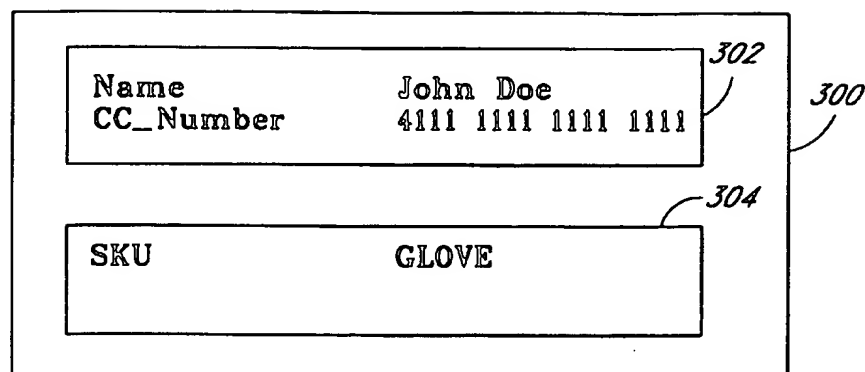 302
Name John Doe
300
CC_Number 4111 1111 1111 1111
304
SKU GLOVE